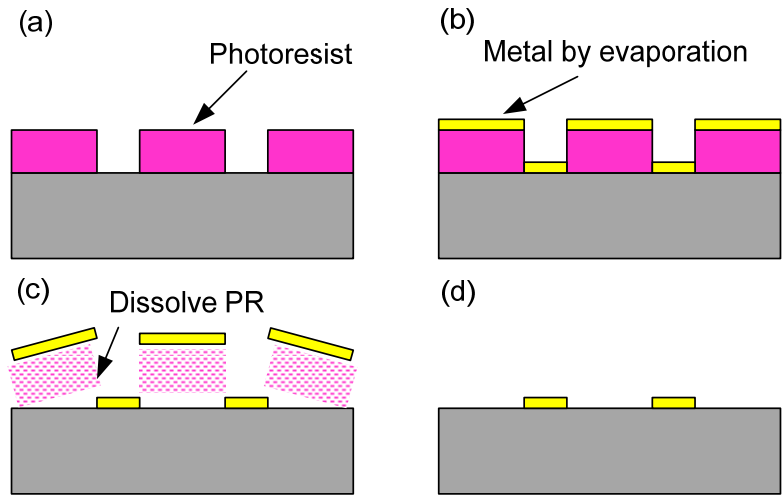 (a)
Photoresist
(b)
Metal by evaporation
(c)
Dissolve PR
(d)